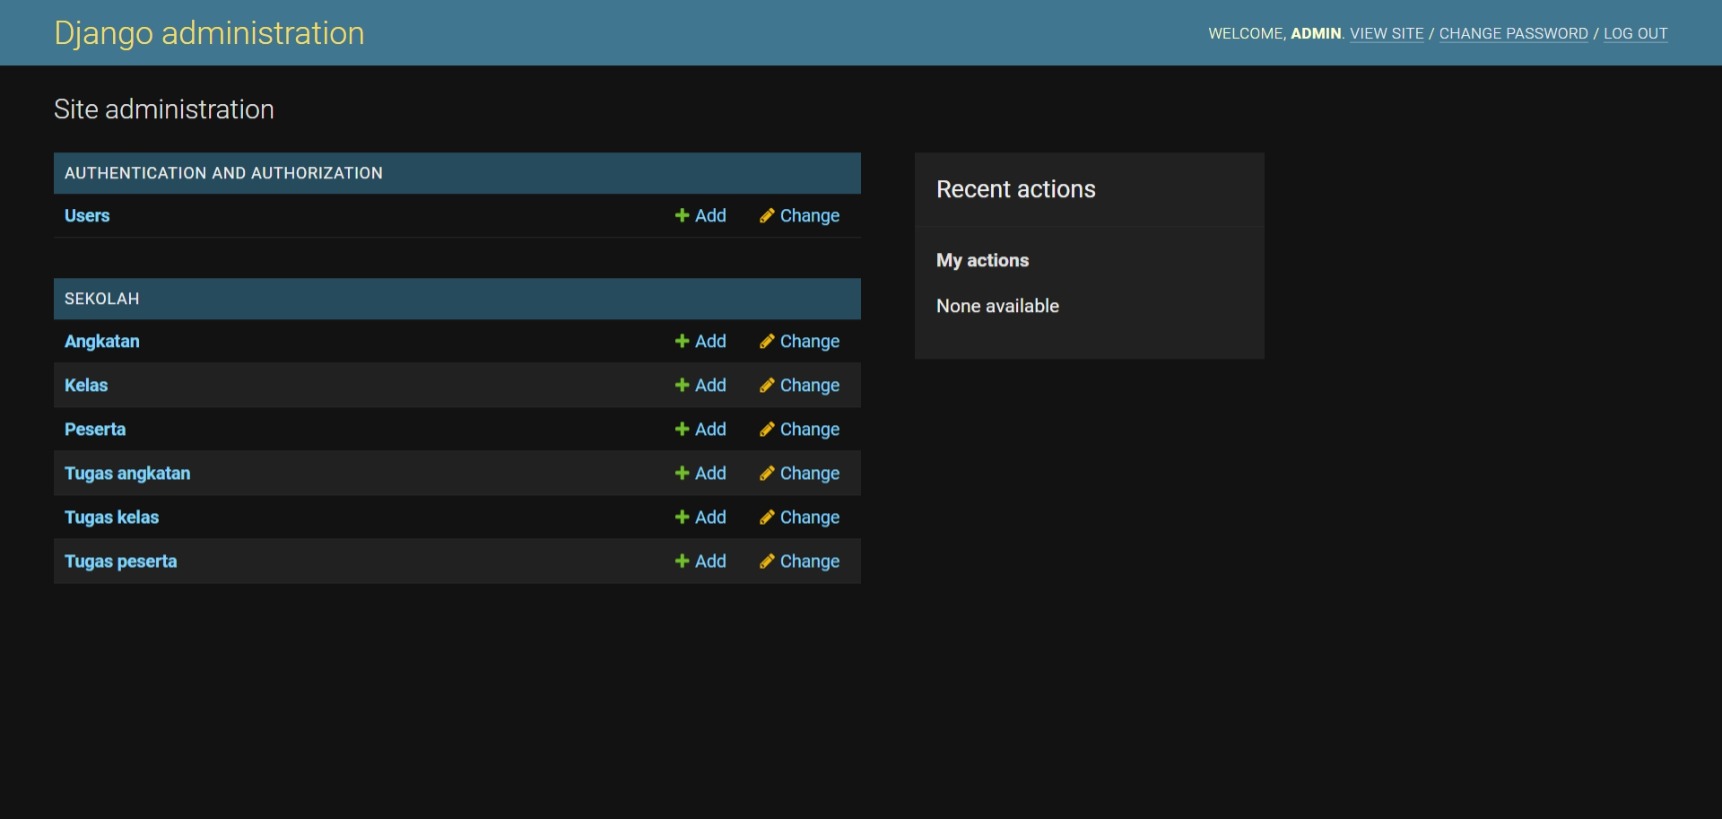 Django administration
WELCOME, ADMIN. VIEW SITE / CHANGE PASSWORD / LOG OUT
Site administration
AUTHENTICATION AND AUTHORIZATION
Users Add Change
SEKOLAH
Angkatan Add Change
Kelas Add Change
Peserta Add Change
Tugas angkatan Add Change
Tugas kelas Add Change
Tugas peserta Add Change
Recent actions
My actions
None available